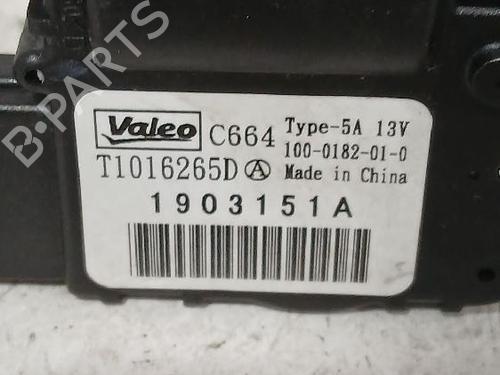 Valeo C664 Type-5A 13V
100-0182-01-0
T1016265D Ⓐ Made in China
1903151A
B-PARTS